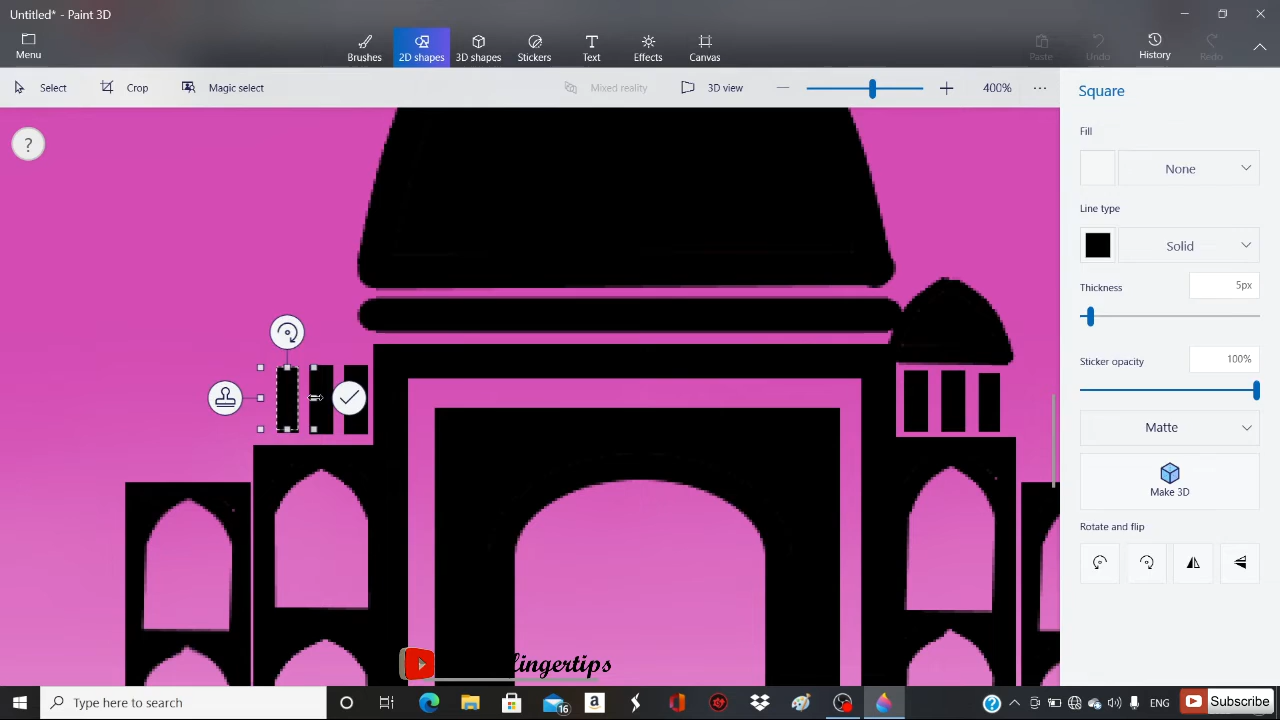 Untitled* - Paint 3D
Menu
Brushes
2D shapes
3D shapes
Stickers
Text
Effects
Canvas
Paste
Undo
History
Redo
Select
Crop
Magic select
Mixed reality
3D view
400%
?
Square
Fill
None
Line type
Solid
Thickness
5px
Sticker opacity
100%
Matte
Make 3D
Rotate and flip
Type here to search
16
ENG
Subscribe